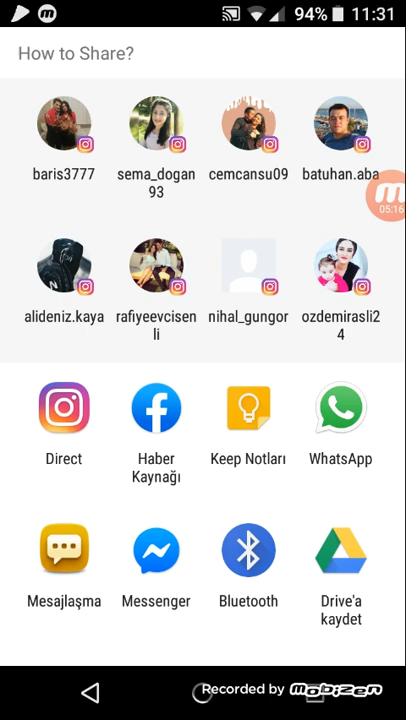 94% 11:31
How to Share?
baris3777
sema_dogan
93
cemcansu09
batuhan.aba
05:16
alideniz.kaya
rafiyeevcisen
li
nihal_gungor
ozdemirasli2
4
Direct
Haber
Kaynağı
Keep Notları
WhatsApp
Mesajlaşma
Messenger
Bluetooth
Drive'a
kaydet
Recorded by mobizen